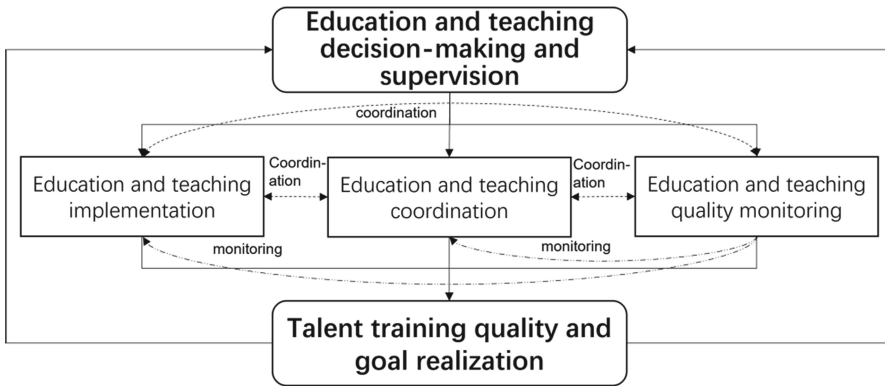 Education and teaching
decision-making and
supervision
coordination
Coordin-
ation
Coordin-
ation
Education and teaching
implementation
Education and teaching
coordination
Education and teaching
quality monitoring
monitoring
monitoring
Talent training quality and
goal realization